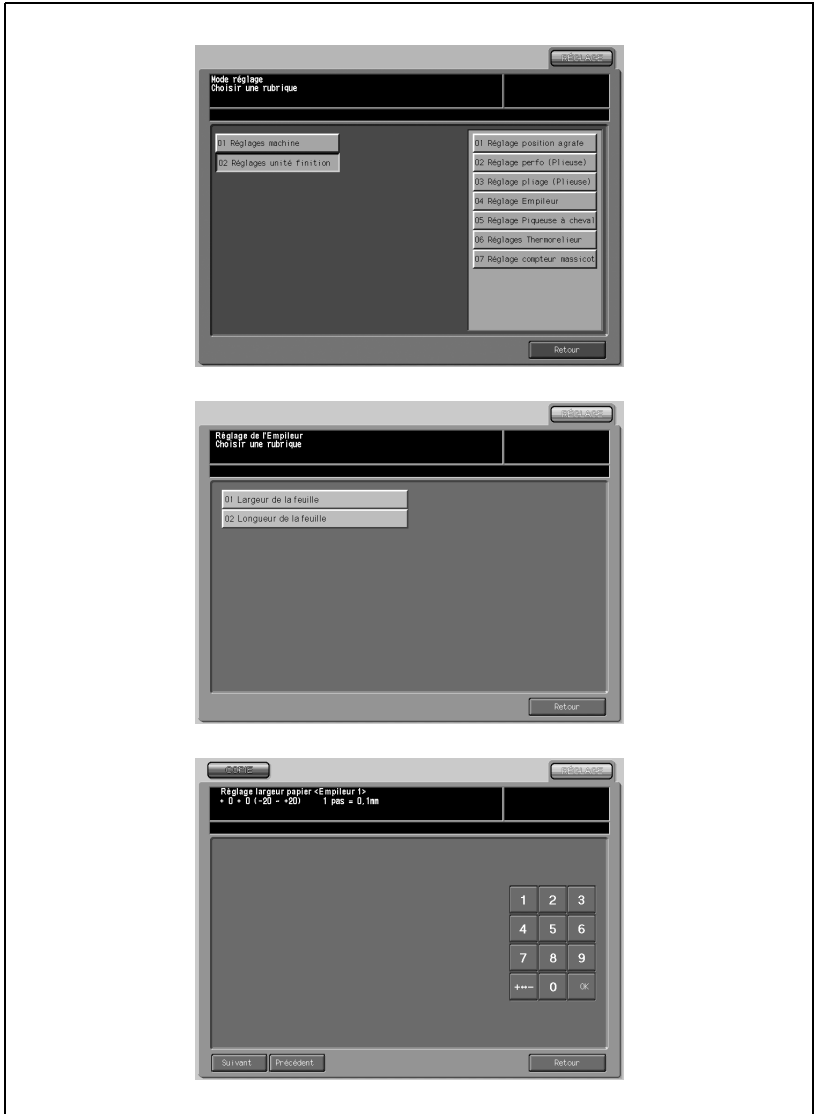 RÉGLAGE
Mode réglage
Choisir une rubrique
01 Réglages machine
02 Réglages unité finition
01 Réglage position agrafe
02 Réglage perfo (Plieuse)
03 Réglage pliage (Plieuse)
04 Réglage Empileur
05 Réglage Piqueuse à cheval
06 Réglages Thermorelieur
07 Réglage compteur massicot
Retour
RÉGLAGE
Réglage de l'Empileur
Choisir une rubrique
01 Largeur de la feuille
02 Longueur de la feuille
Retour
COPIE
RÉGLAGE
Réglage largeur papier <Empileur 1>
+ 0 + 0 (-20 ~ +20) 1 pas = 0,1mm
1 2 3
4 5 6
7 8 9
+↔- 0 OK
Suivant Précédent Retour